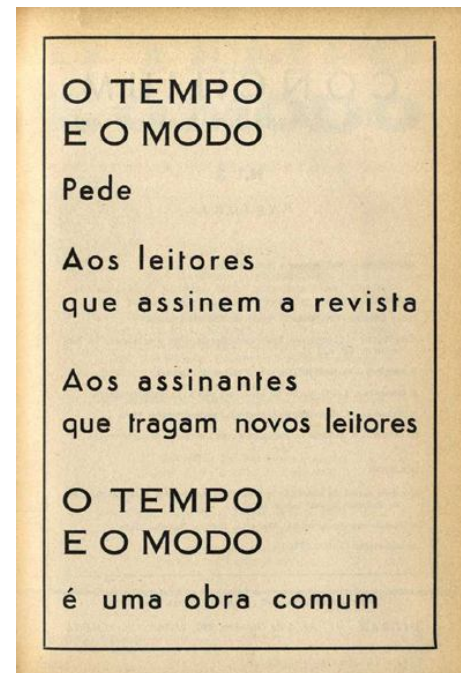 O TEMPO
E O MODO
Pede
Aos leitores
que assinem a revista
Aos assinantes
que tragam novos leitores
O TEMPO
E O MODO
é uma obra comum